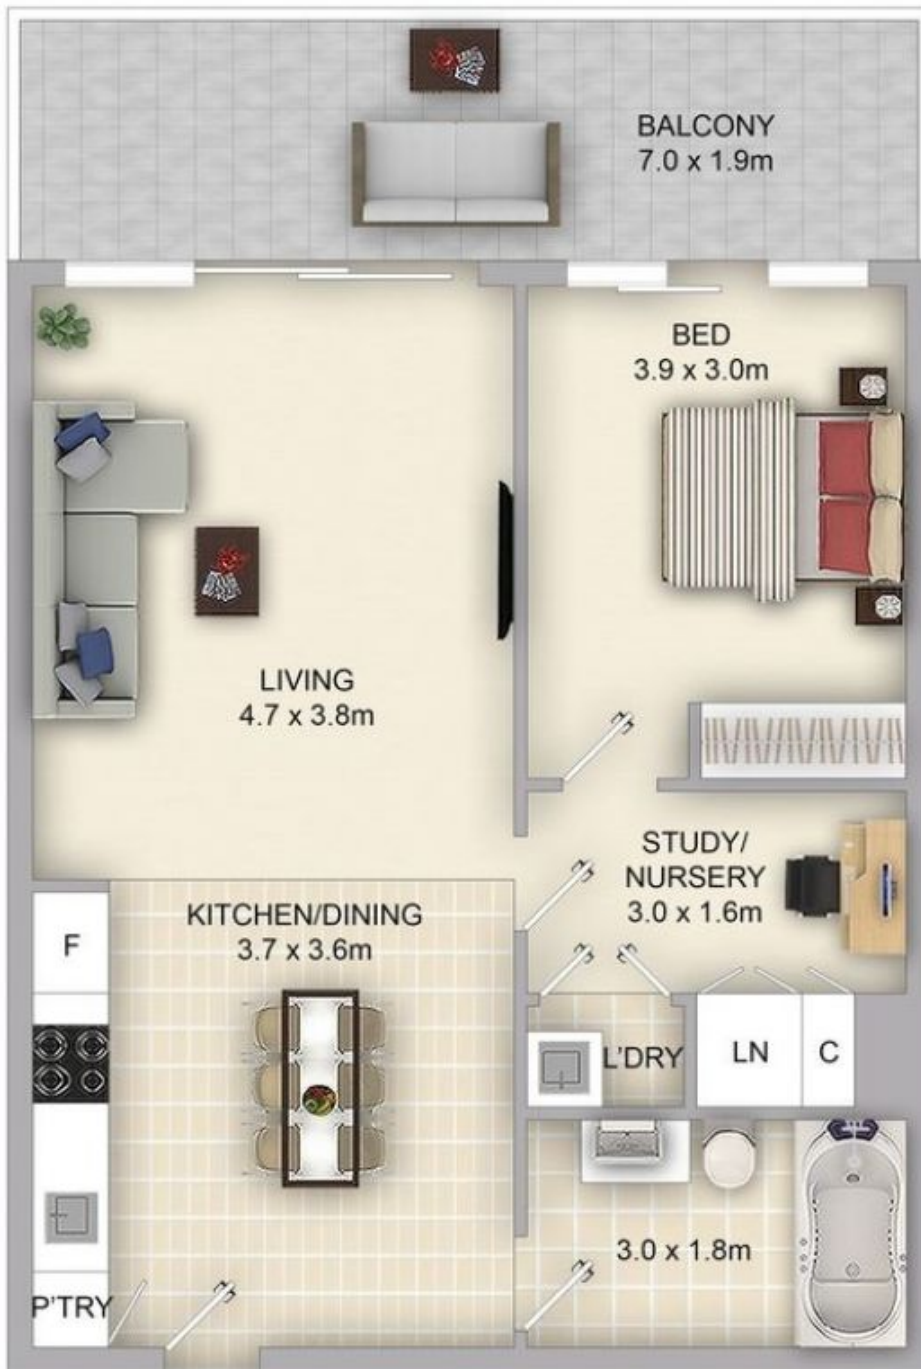 BALCONY
7.0 x 1.9m
BED
3.9 x 3.0m
LIVING
4.7 x 3.8m
STUDY/
NURSERY
3.0 x 1.6m
KITCHEN/DINING
3.7 x 3.6m
F
L'DRY
LN
C
3.0 x 1.8m
P'TRY